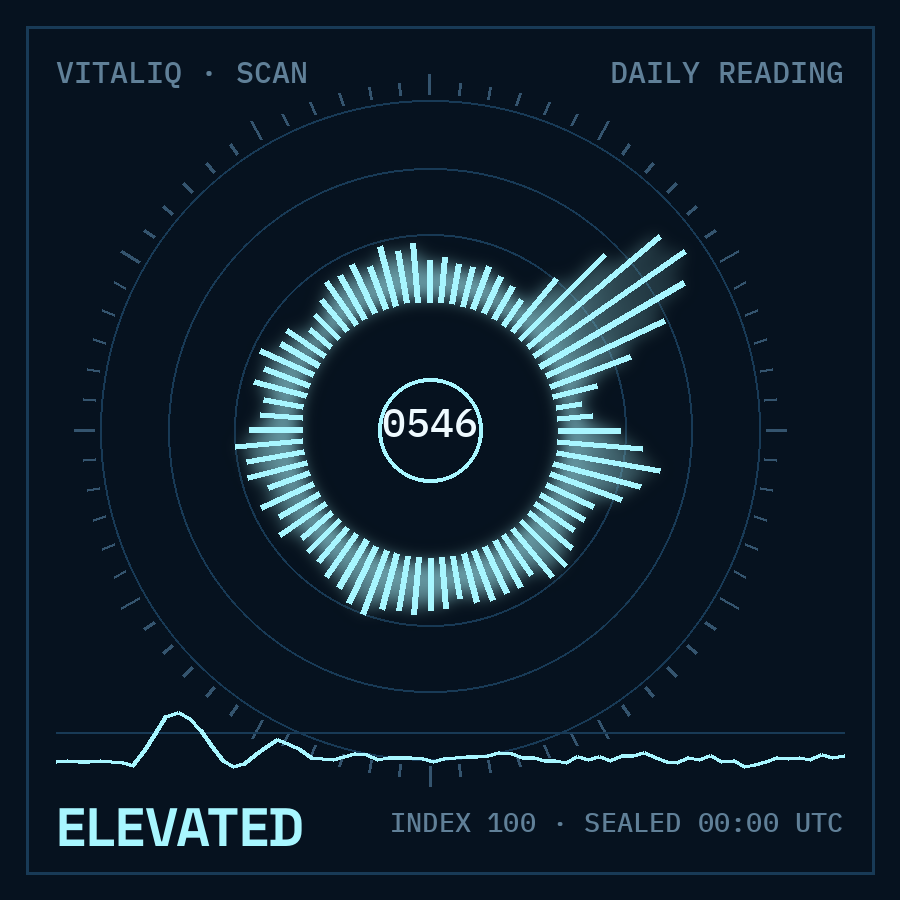 VITALIQ · SCAN
DAILY READING
0546
ELEVATED
INDEX 100 · SEALED 00:00 UTC